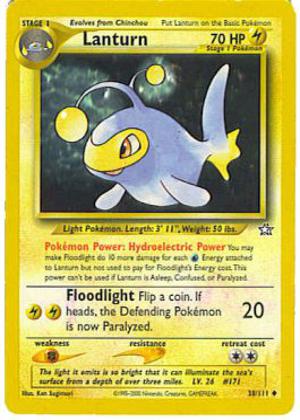 STAGE 1 Evolves from Chinchou Put Lanturn on the Basic Pokémon
Lanturn 70 HP
Stage 1 Pokémon
Light Pokémon. Length: 3' 11", Weight: 50 lbs.
Pokémon Power: Hydroelectric Power You may
make Floodlight do 10 more damage for each Energy attached
to Lanturn but not used to pay for Floodlight's Energy cost. This
power can't be used if Lanturn is Asleep, Confused, or Paralyzed.
Floodlight Flip a coin. If
heads, the Defending Pokémon 20
is now Paralyzed.
weakness resistance retreat cost
The light it emits is so bright that it can illuminate the sea's
surface from a depth of over three miles. LV. 26 #171
Illus. Ken Sugimori ©1995-2000 Nintendo, Creatures, GAMEFREAK. 28/111